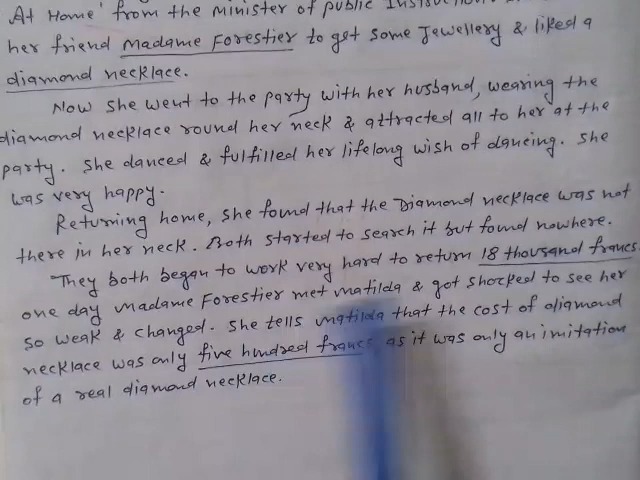 At Home' from the minister of public Instruction
her friend Madame Forestier to get some Jewellery & liked a
diamond necklace.
Now she went to the party with her husband, wearing the
diamond necklace round her neck & attracted all to her at the
party. She danced & fulfilled her lifelong wish of dancing. She
was very happy.
Returning home, she found that the Diamond necklace was not
there in her neck. Both started to search it but found nowhere.
They both began to work very hard to return 18 thousand francs.
one day Madame Forestier met matilda & got shocked to see her
so weak & changed. She tells matilda that the cost of diamond
necklace was only five hundred francs as it was only an imitation
of a real diamond necklace.